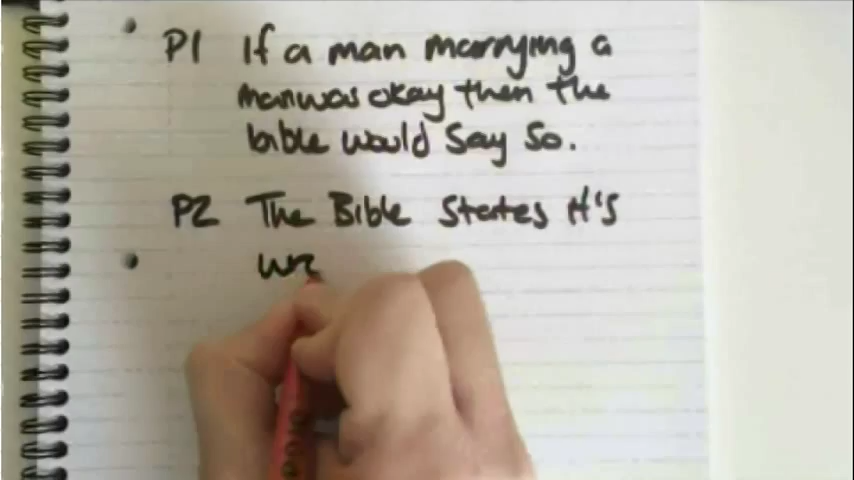 P1 If a man marrying a
man was okay then the
bible would say so.
P2 The Bible States it's